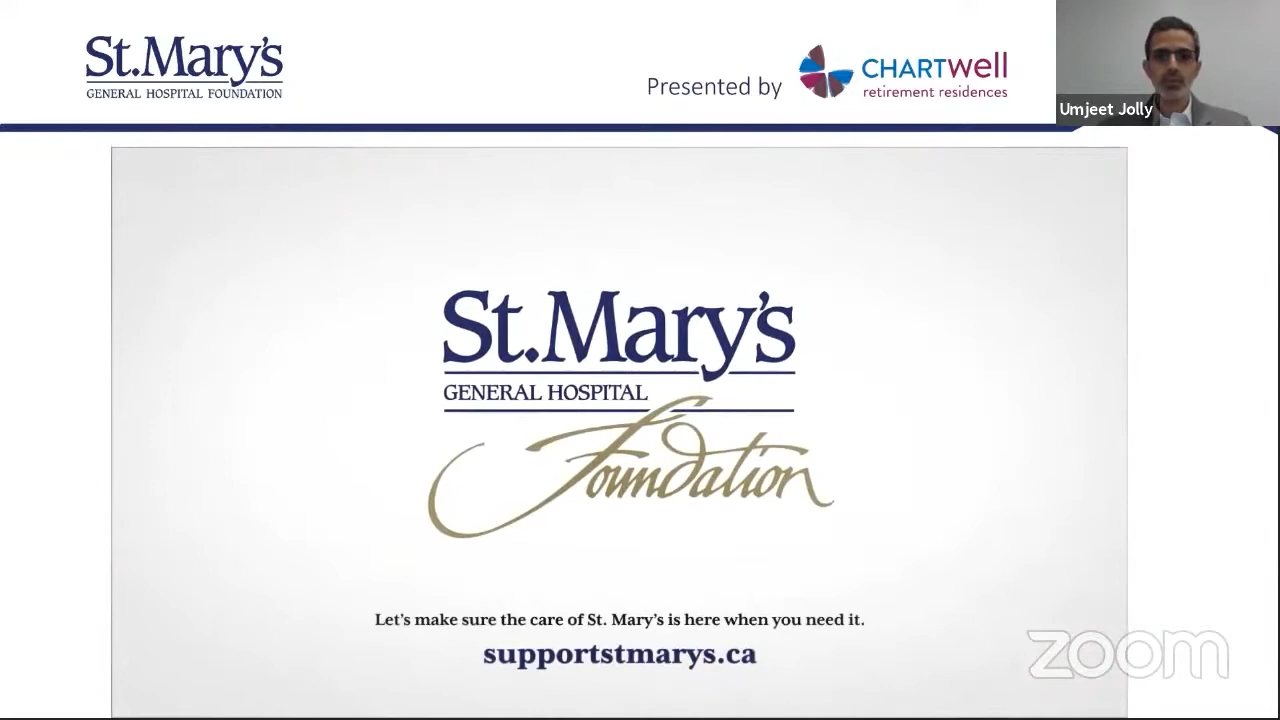 St.Mary's
GENERAL HOSPITAL FOUNDATION
Presented by
CHARTWell
retirement residences
Umjeet Jolly
St.Mary's
GENERAL HOSPITAL
Foundation
Let's make sure the care of St. Mary's is here when you need it.
supportstmarys.ca
zoom